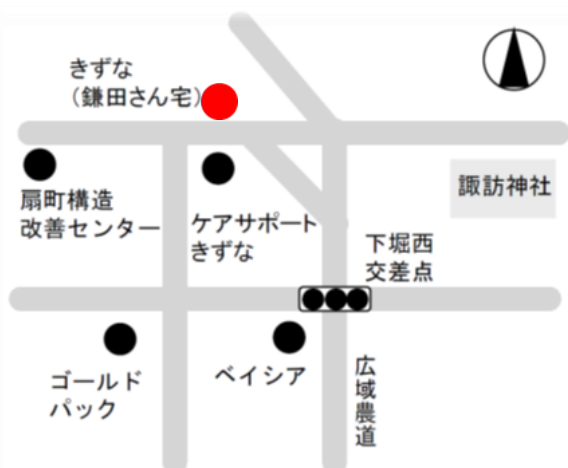 きずな
（鎌田さん宅）
扇町構造
改善センター
ケアサポート
きずな
諏訪神社
下堀西
交差点
ゴールド
パック
ベイシア
広域農道